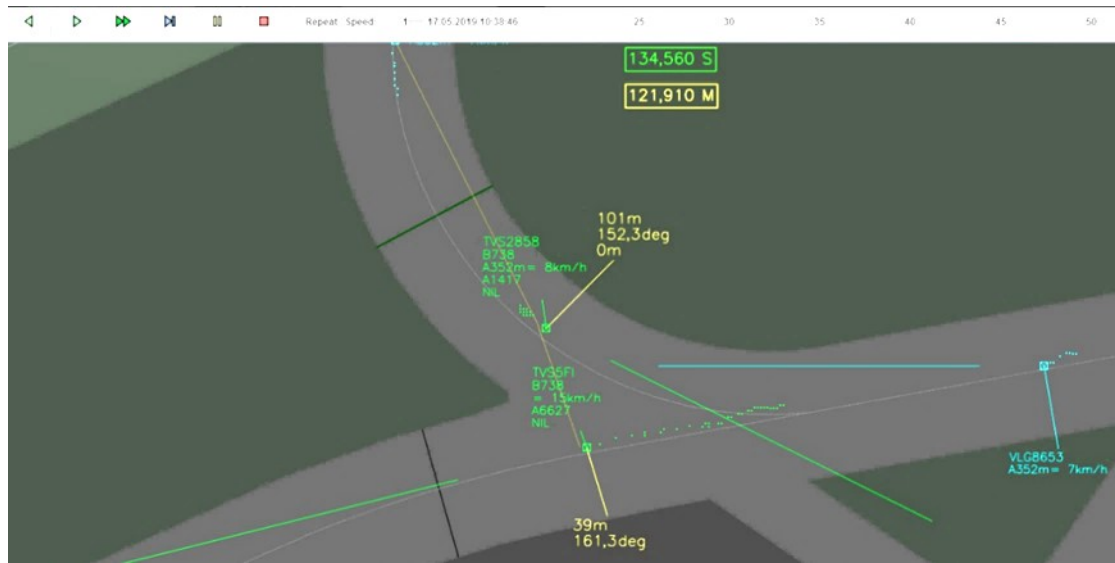 Repeat Speed 1 17.05.2019 10:38:46 25 30 35 40 45 50
134,560 S
121,910 M
101m
152,3deg
0m
TVS2858
B738
A352m= 8km/h
A1417
NIL
TVS5FI
B738
= 15km/h
A6627
NIL
VLG8653
A352m= 7km/h
39m
161,3deg